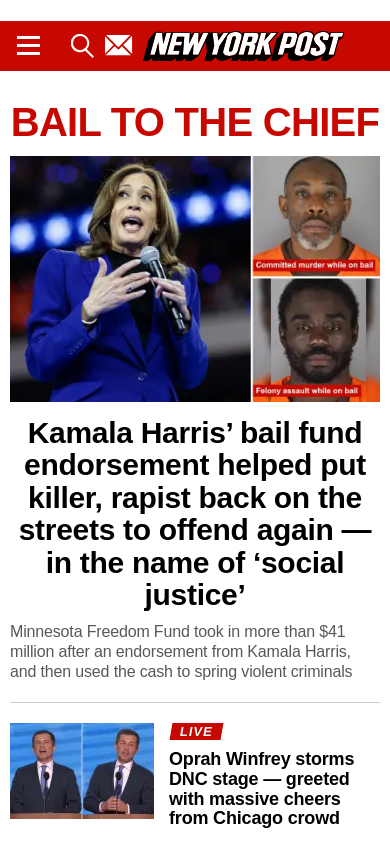 NEW YORK POST
BAIL TO THE CHIEF
Committed murder while on bail
Felony assault while on bail
Kamala Harris’ bail fund
endorsement helped put
killer, rapist back on the
streets to offend again —
in the name of ‘social
justice’
Minnesota Freedom Fund took in more than $41
million after an endorsement from Kamala Harris,
and then used the cash to spring violent criminals
LIVE
Oprah Winfrey storms
DNC stage — greeted
with massive cheers
from Chicago crowd